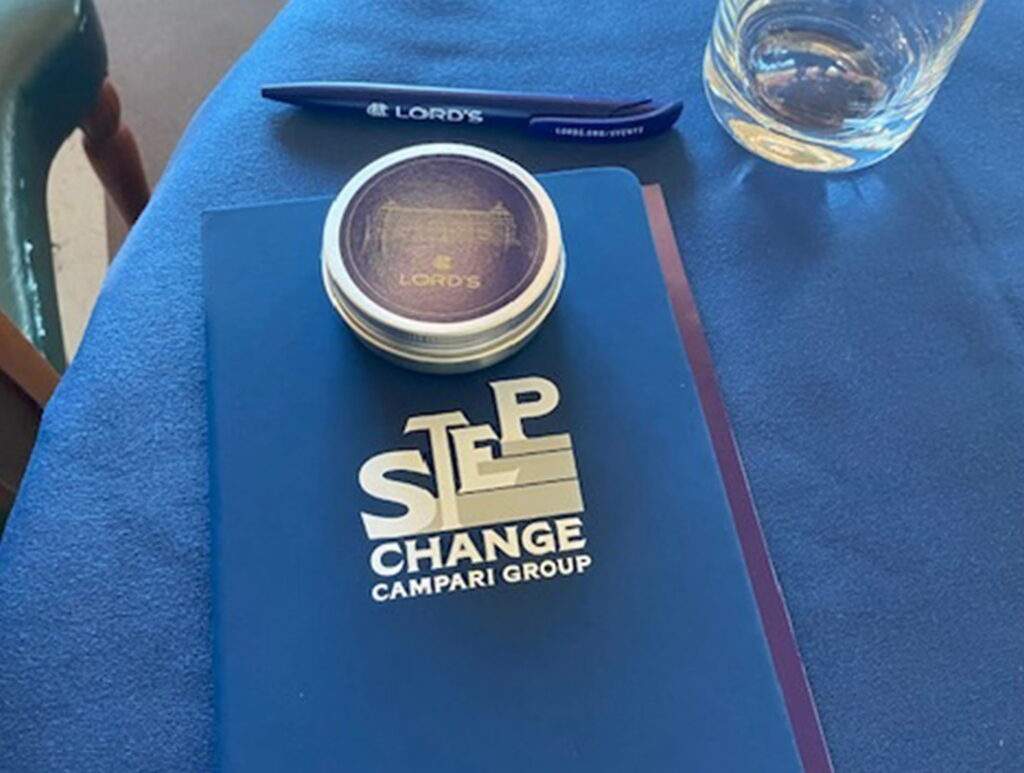 LORD'S
LORDS.ORG/EVENTS
LORD'S
STEP
CHANGE
CAMPARI GROUP